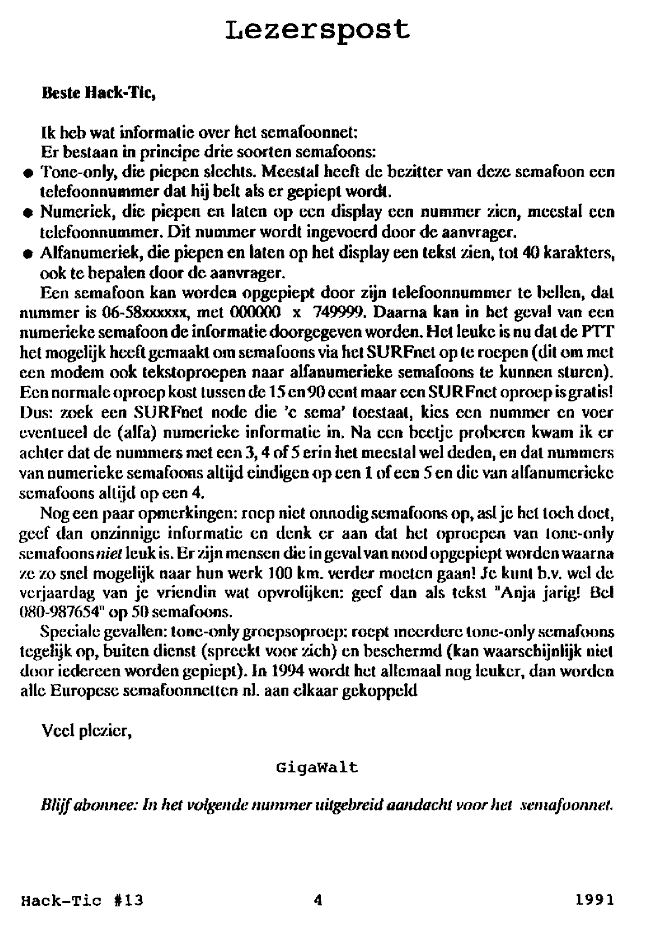 Lezerspost
Beste Hack-Tic,
Ik heb wat informatie over het semafoonnet:
Er bestaan in principe drie soorten semafoons:
● Tone-only, die piepen slechts. Meestal heeft de bezitter van deze semafoon een
telefoonnummer dat hij belt als er gepiept wordt.
● Numeriek, die piepen en laten op een display een nummer zien, meestal een
telefoonnummer. Dit nummer wordt ingevoerd door de aanvrager.
● Alfanumeriek, die piepen en laten op het display een tekst zien, tot 40 karakters,
ook te bepalen door de aanvrager.
Een semafoon kan worden opgepiept door zijn telefoonnummer te bellen, dat
nummer is 06-58xxxxxx, met 000000 x 749999. Daarna kan in het geval van een
numerieke semafoon de informatie doorgegeven worden. Het leuke is nu dat de PTT
het mogelijk heeft gemaakt om semafoons via het SURFnet op te roepen (dit om met
een modem ook tekstoproepen naar alfanumerieke semafoons te kunnen sturen).
Een normale oproep kost tussen de 15 en 90 cent maar een SURFnet oproep is gratis!
Dus: zoek een SURFnet node die 'c sema' toestaat, kies een nummer en voer
eventueel de (alfa) numerieke informatie in. Na een beetje proberen kwam ik er
achter dat de nummers met een 3, 4 of 5 erin het meestal wel deden, en dat nummers
van numerieke semafoons altijd eindigen op een 1 of een 5 en die van alfanumerieke
semafoons altijd op een 4.
Nog een paar opmerkingen: roep niet onnodig semafoons op, asl je het toch doet,
geef dan onzinnige informatie en denk er aan dat het oproepen van tone-only
semafoons niet leuk is. Er zijn mensen die in geval van nood opgepiept worden waarna
ze zo snel mogelijk naar hun werk 100 km. verder moeten gaan! Je kunt b.v. wel de
verjaardag van je vriendin wat opvrolijken: geef dan als tekst "Anja jarig! Bel
080-987654" op 50 semafoons.
Speciale gevallen: tone-only groepsoproep: roept meerdere tone-only semafoons
tegelijk op, buiten dienst (spreekt voor zich) en beschermd (kan waarschijnlijk niet
door iedereen worden gepiept). In 1994 wordt het allemaal nog leuker, dan worden
alle Europese semafoonnetten nl. aan elkaar gekoppeld
Veel plezier,
GigaWalt
Blijf abonnee: In het volgende nummer uitgebreid aandacht voor het semafoonnet.
Hack-Tic #13 4 1991